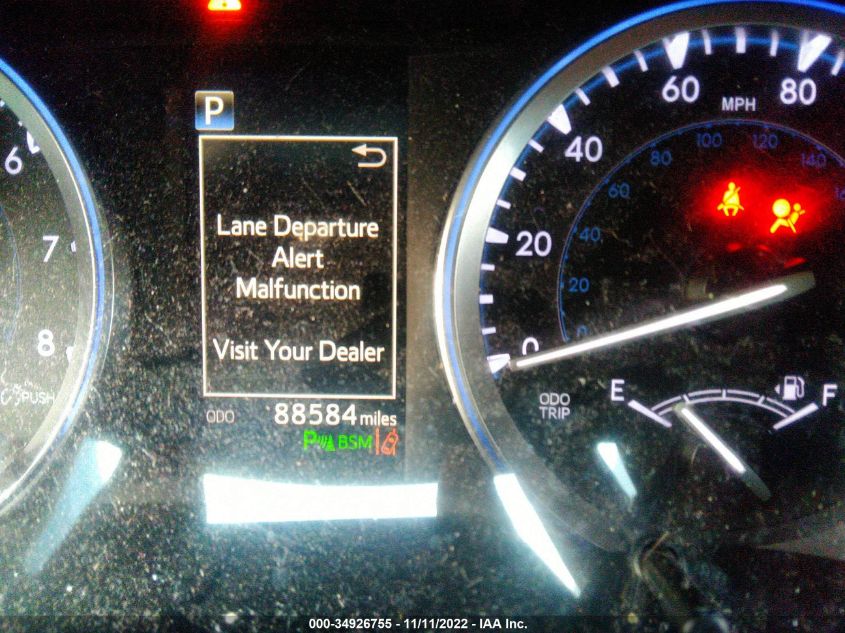 P
Lane Departure
Alert
Malfunction
Visit Your Dealer
ODO 88584 miles
P BSM
6
7
8
PUSH
0
20
40
60
80
MPH
0
20
40
60
80
100
120
140
ODO
TRIP
E F
000-34926755 - 11/11/2022 - IAA Inc.